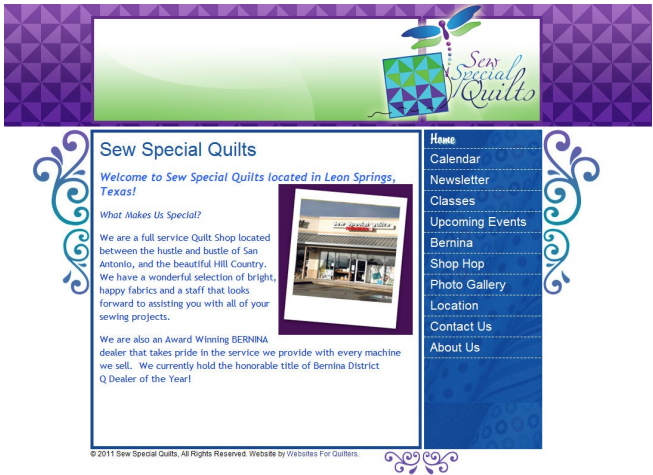 Sew
Special
Quilts
Home
Calendar
Newsletter
Classes
Upcoming Events
Bernina
Shop Hop
Photo Gallery
Location
Contact Us
About Us
Sew Special Quilts
Welcome to Sew Special Quilts located in Leon Springs,
Texas!
What Makes Us Special?
We are a full service Quilt Shop located
between the hustle and bustle of San
Antonio, and the beautiful Hill Country.
We have a wonderful selection of bright,
happy fabrics and a staff that looks
forward to assisting you with all of your
sewing projects.
We are also an Award Winning BERNINA
dealer that takes pride in the service we provide with every machine
we sell. We currently hold the honorable title of Bernina District
Q Dealer of the Year!
sew special quilts
© 2011 Sew Special Quilts, All Rights Reserved. Website by Websites For Quilters.